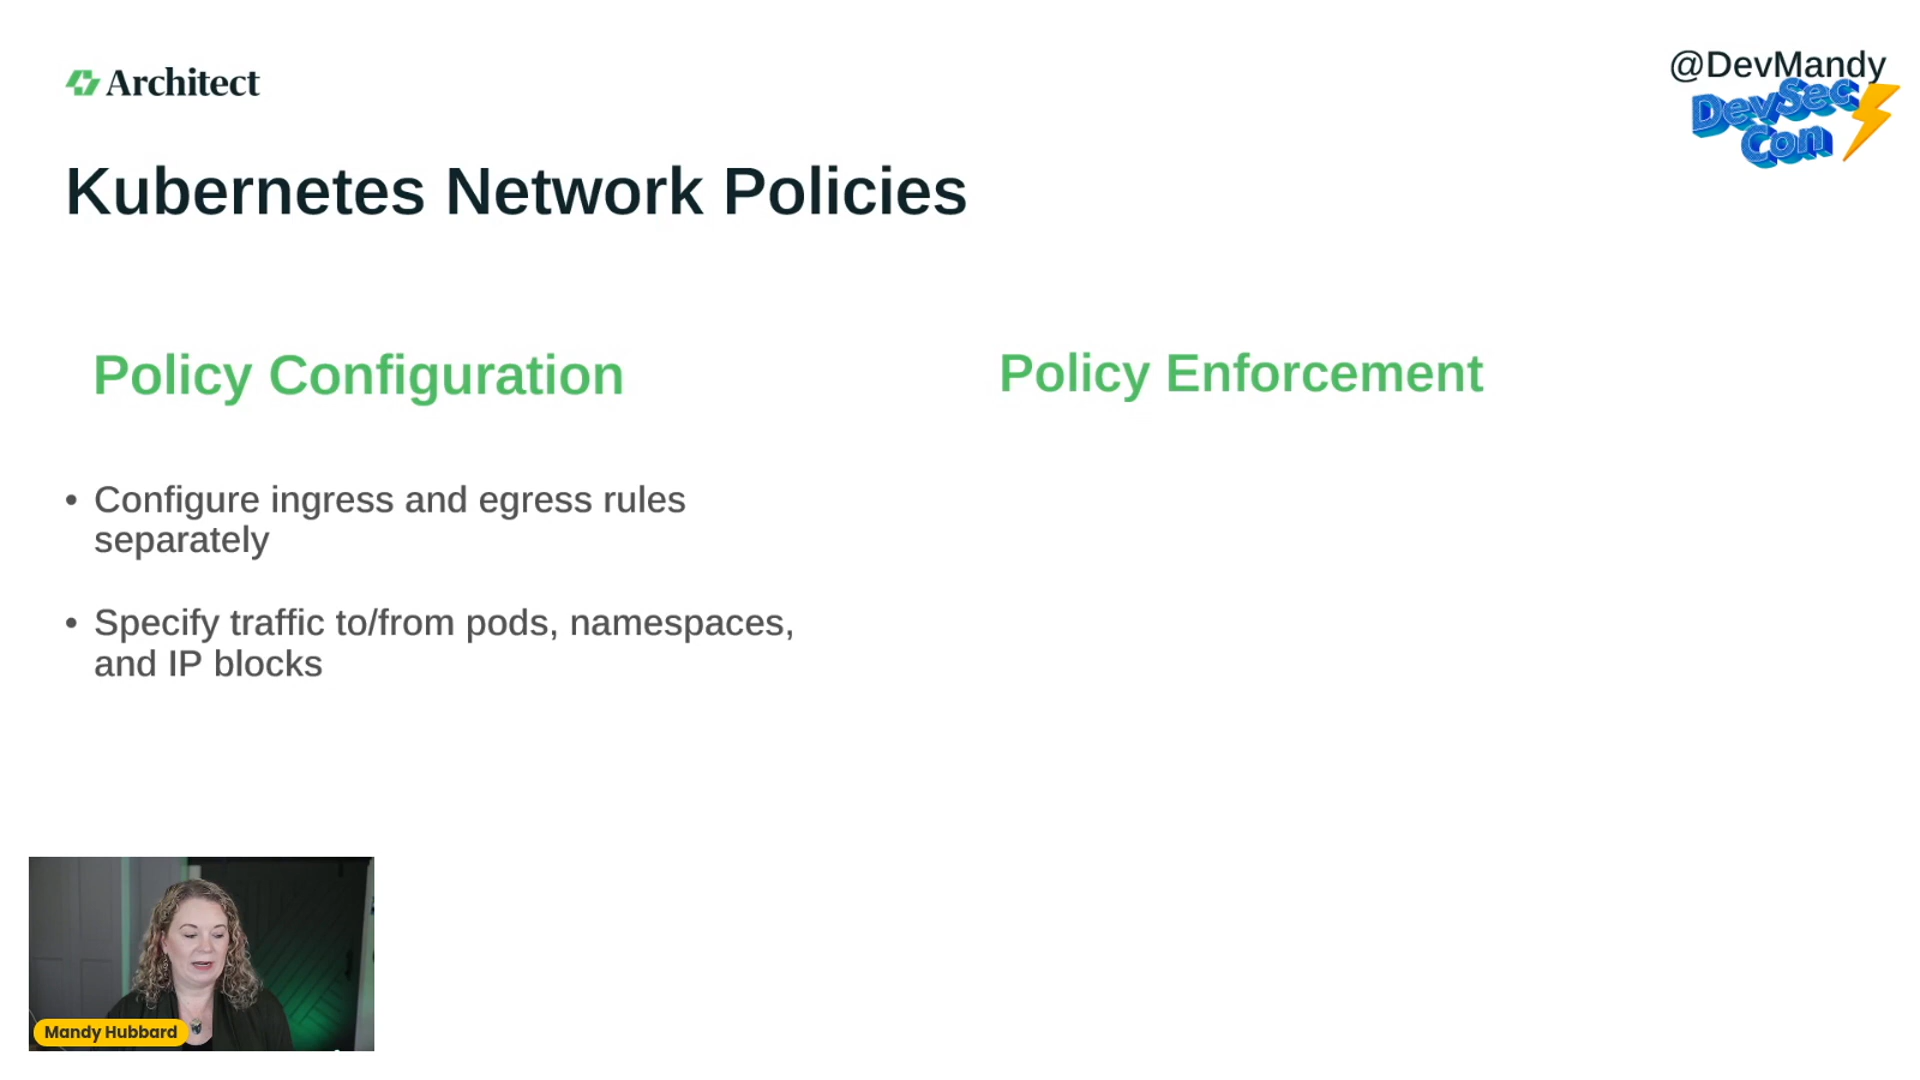 Architect
@DevMandy
DevSec
Con
Kubernetes Network Policies
Policy Configuration
• Configure ingress and egress rules
separately
• Specify traffic to/from pods, namespaces,
and IP blocks
Policy Enforcement
Mandy Hubbard